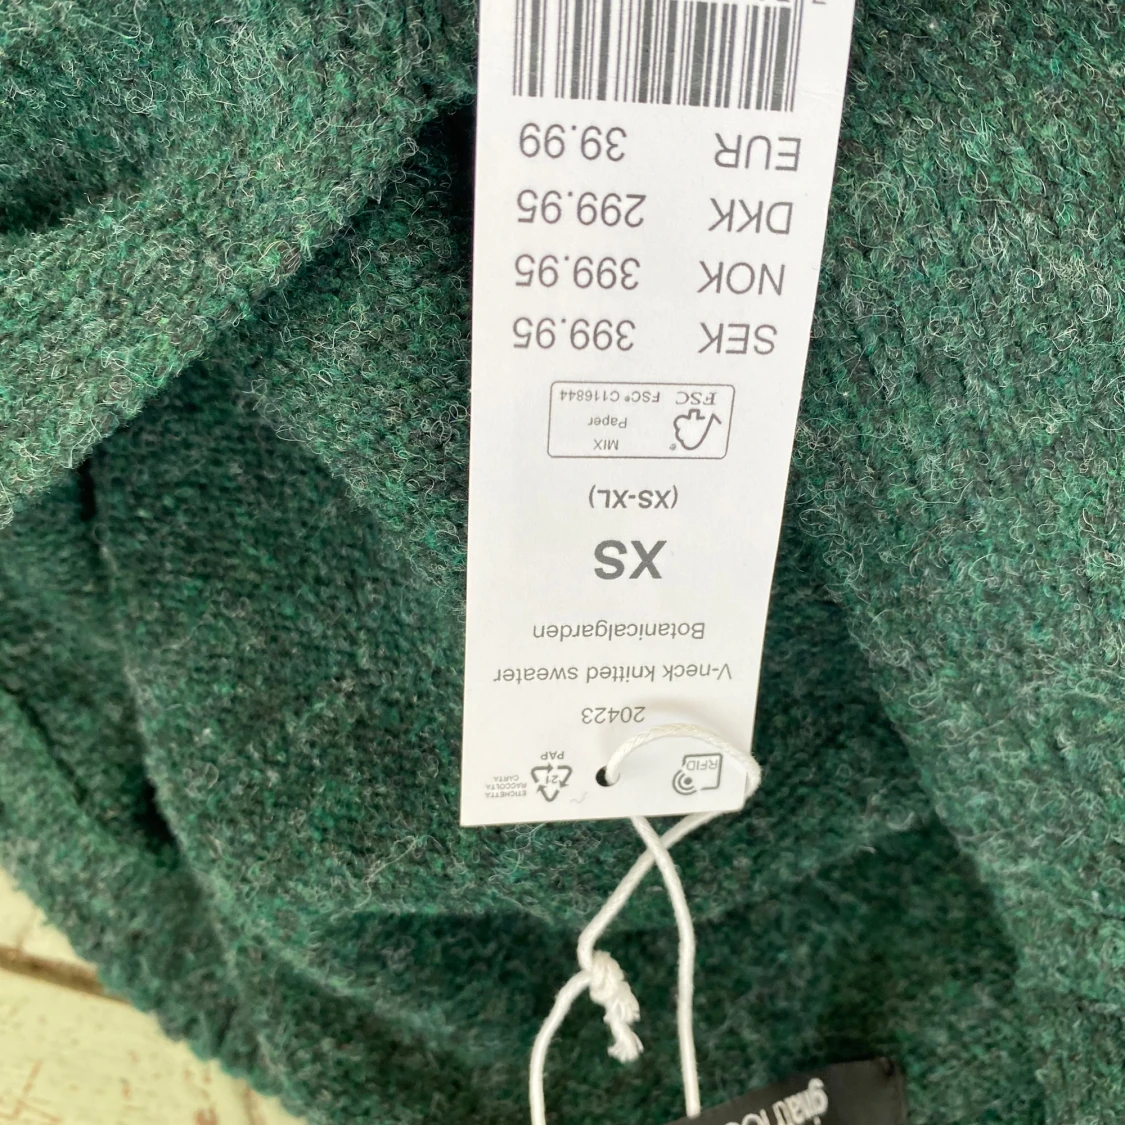 RFID
21
PAP
ETICHETTA
RACCOLTA
CARTA
20423
V-neck knitted sweater
Botanicalgarden
XS
(XS-XL)
MIX
Paper
FSC
FSC® C116844
SEK 399.95
NOK 399.95
DKK 299.95
EUR 39.99